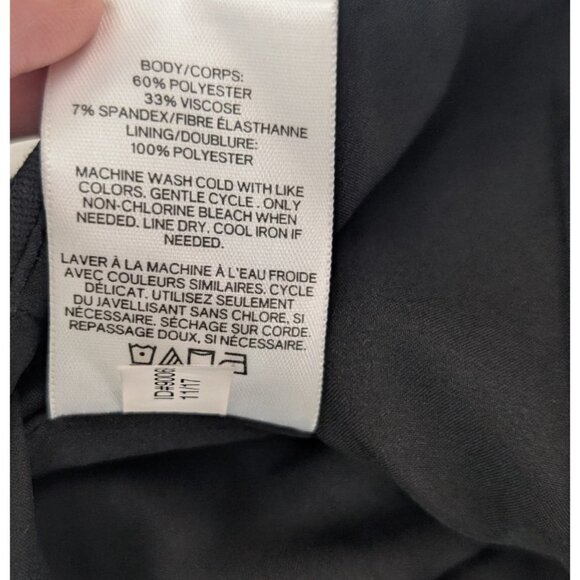 BODY/CORPS:
60% POLYESTER
33% VISCOSE
7% SPANDEX/FIBRE ÉLASTHANNE
LINING/DOUBLURE:
100% POLYESTER
MACHINE WASH COLD WITH LIKE
COLORS. GENTLE CYCLE . ONLY
NON-CHLORINE BLEACH WHEN
NEEDED. LINE DRY. COOL IRON IF
NEEDED.
LAVER À LA MACHINE À L'EAU FROIDE
AVEC COULEURS SIMILAIRES. CYCLE
DÉLICAT. UTILISEZ SEULEMENT
DU JAVELLISANT SANS CHLORE, SI
NÉCESSAIRE. SÉCHAGE SUR CORDE.
REPASSAGE DOUX, SI NÉCESSAIRE.
11/17